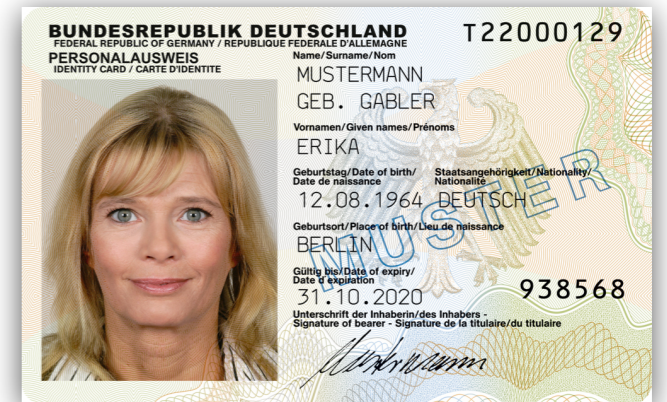 BUNDESREPUBLIK DEUTSCHLAND
FEDERAL REPUBLIC OF GERMANY / REPUBLIQUE FEDERALE D'ALLEMAGNE
PERSONALAUSWEIS
IDENTITY CARD / CARTE D'IDENTITE
T22000129
Name/Surname/Nom
MUSTERMANN
GEB. GABLER
Vornamen/Given names/Prénoms
ERIKA
Geburtstag/Date of birth/ Staatsangehörigkeit/Nationality/
Date de naissance Nationalité
12.08.1964 DEUTSCH
Geburtsort/Place of birth/Lieu de naissance
BERLIN
Gültig bis/Date of expiry/
Date d'expiration
31.10.2020
938568
Unterschrift der Inhaberin/des Inhabers -
Signature of bearer - Signature de la titulaire/du titulaire
Mustermann
MUSTER